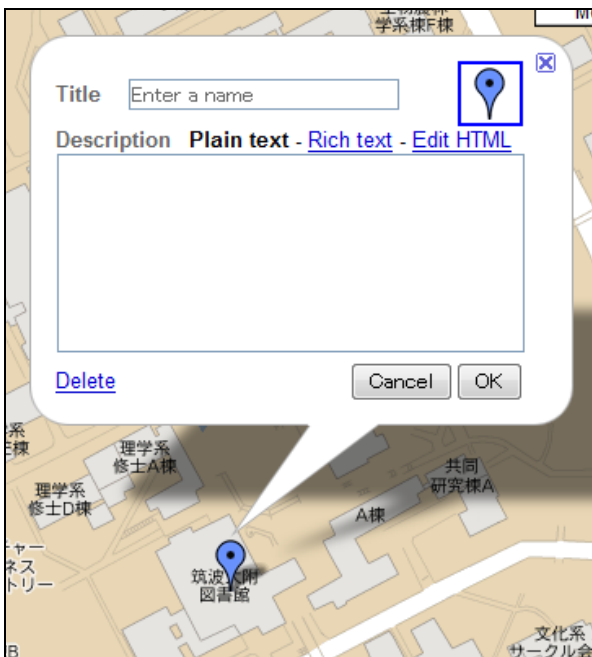 学系棟F棟
Title Enter a name
Description Plain text - Rich text - Edit HTML
Delete
Cancel OK
理学系
修士A棟
理学系
修士D棟
共同
研究棟A
A棟
筑波大附
図書館
文化系
サークル会